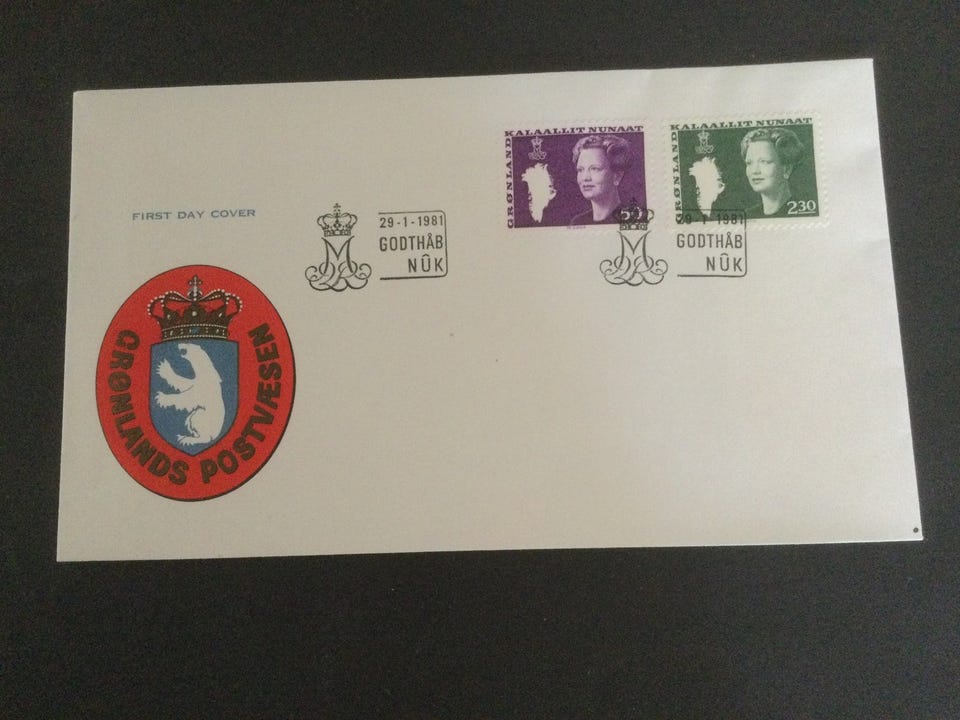 KALAALLIT NUNAAT
GRØNLAND
50
KALAALLIT NUNAAT
GRØNLAND
2.30
FIRST DAY COVER
29-1-1981
GODTHÅB
NÛK
29-1-1981
GODTHÅB
NÛK
GRØNLANDS POSTVÆSEN